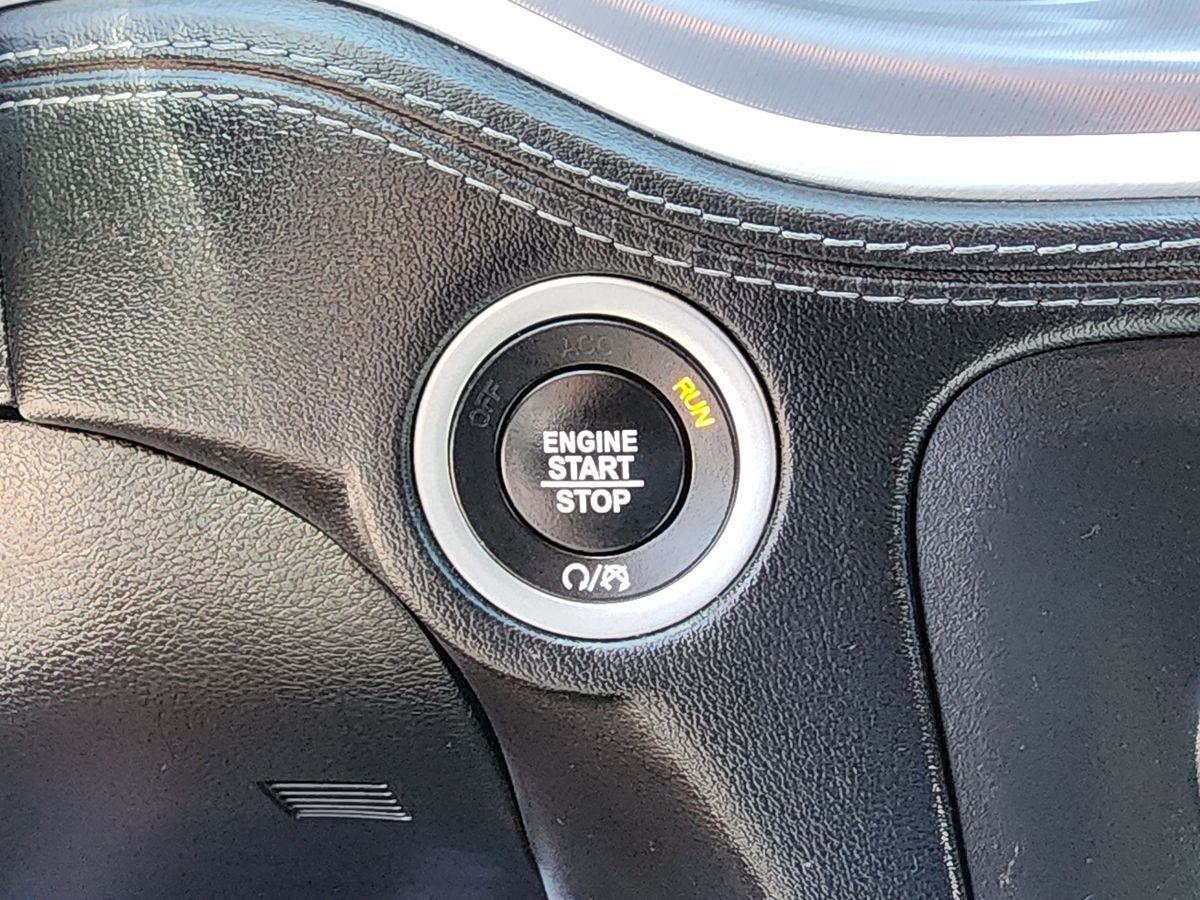 OFF
ACC
RUN
ENGINE
START
STOP